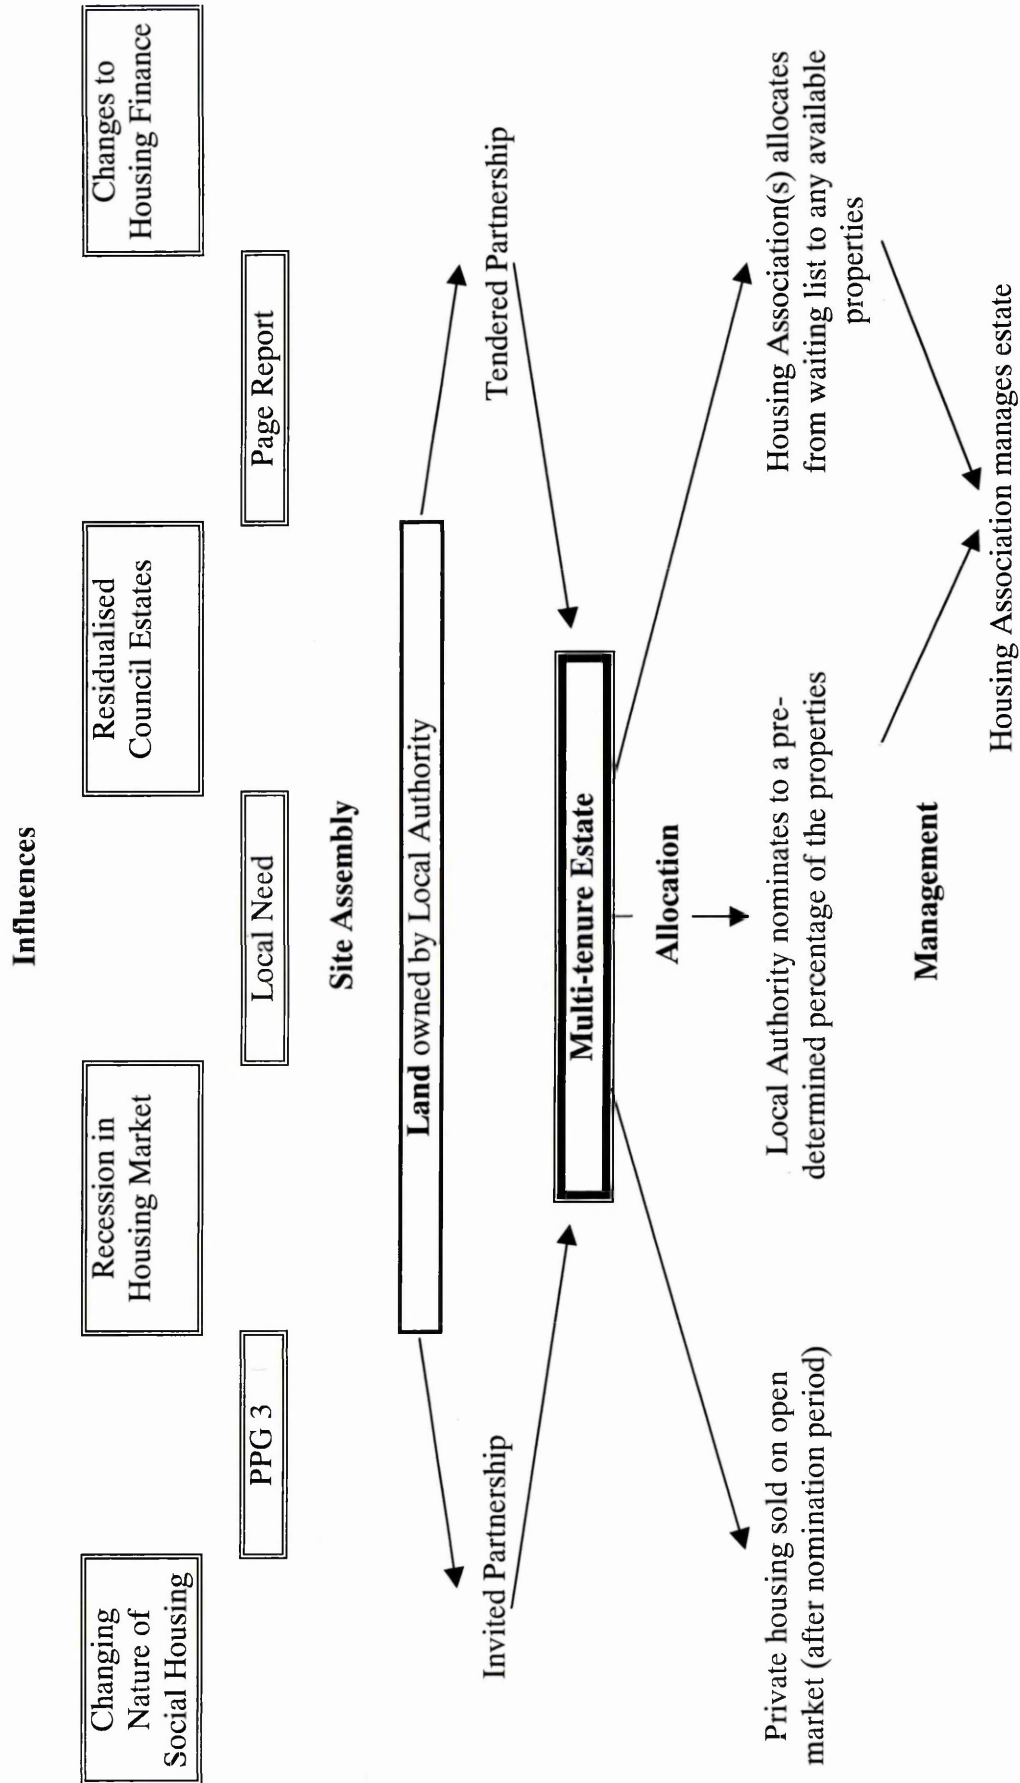 Influences
Changing
Nature of
Social Housing
Recession in
Housing Market
Residualised
Council Estates
Changes to
Housing Finance
PPG 3
Local Need
Page Report
Site Assembly
Land owned by Local Authority
Invited Partnership
Tendered Partnership
Multi-tenure Estate
Allocation
Private housing sold on open
market (after nomination period)
Local Authority nominates to a pre-
determined percentage of the properties
Housing Association(s) allocates
from waiting list to any available
properties
Management
Housing Association manages estate